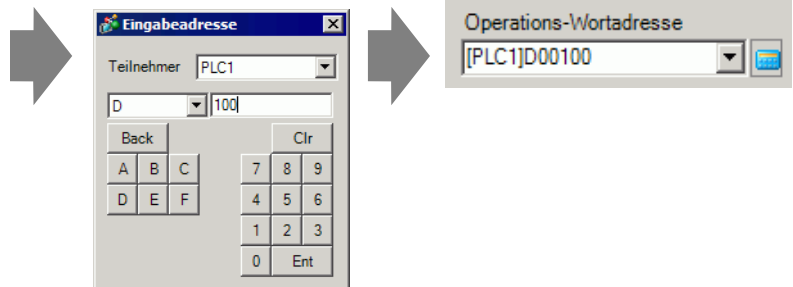 Eingabeadresse
Teilnehmer PLC1
D 100
Back Clr
A B C 7 8 9
D E F 4 5 6
1 2 3
0 Ent
Operations-Wortadresse
[PLC1]D00100